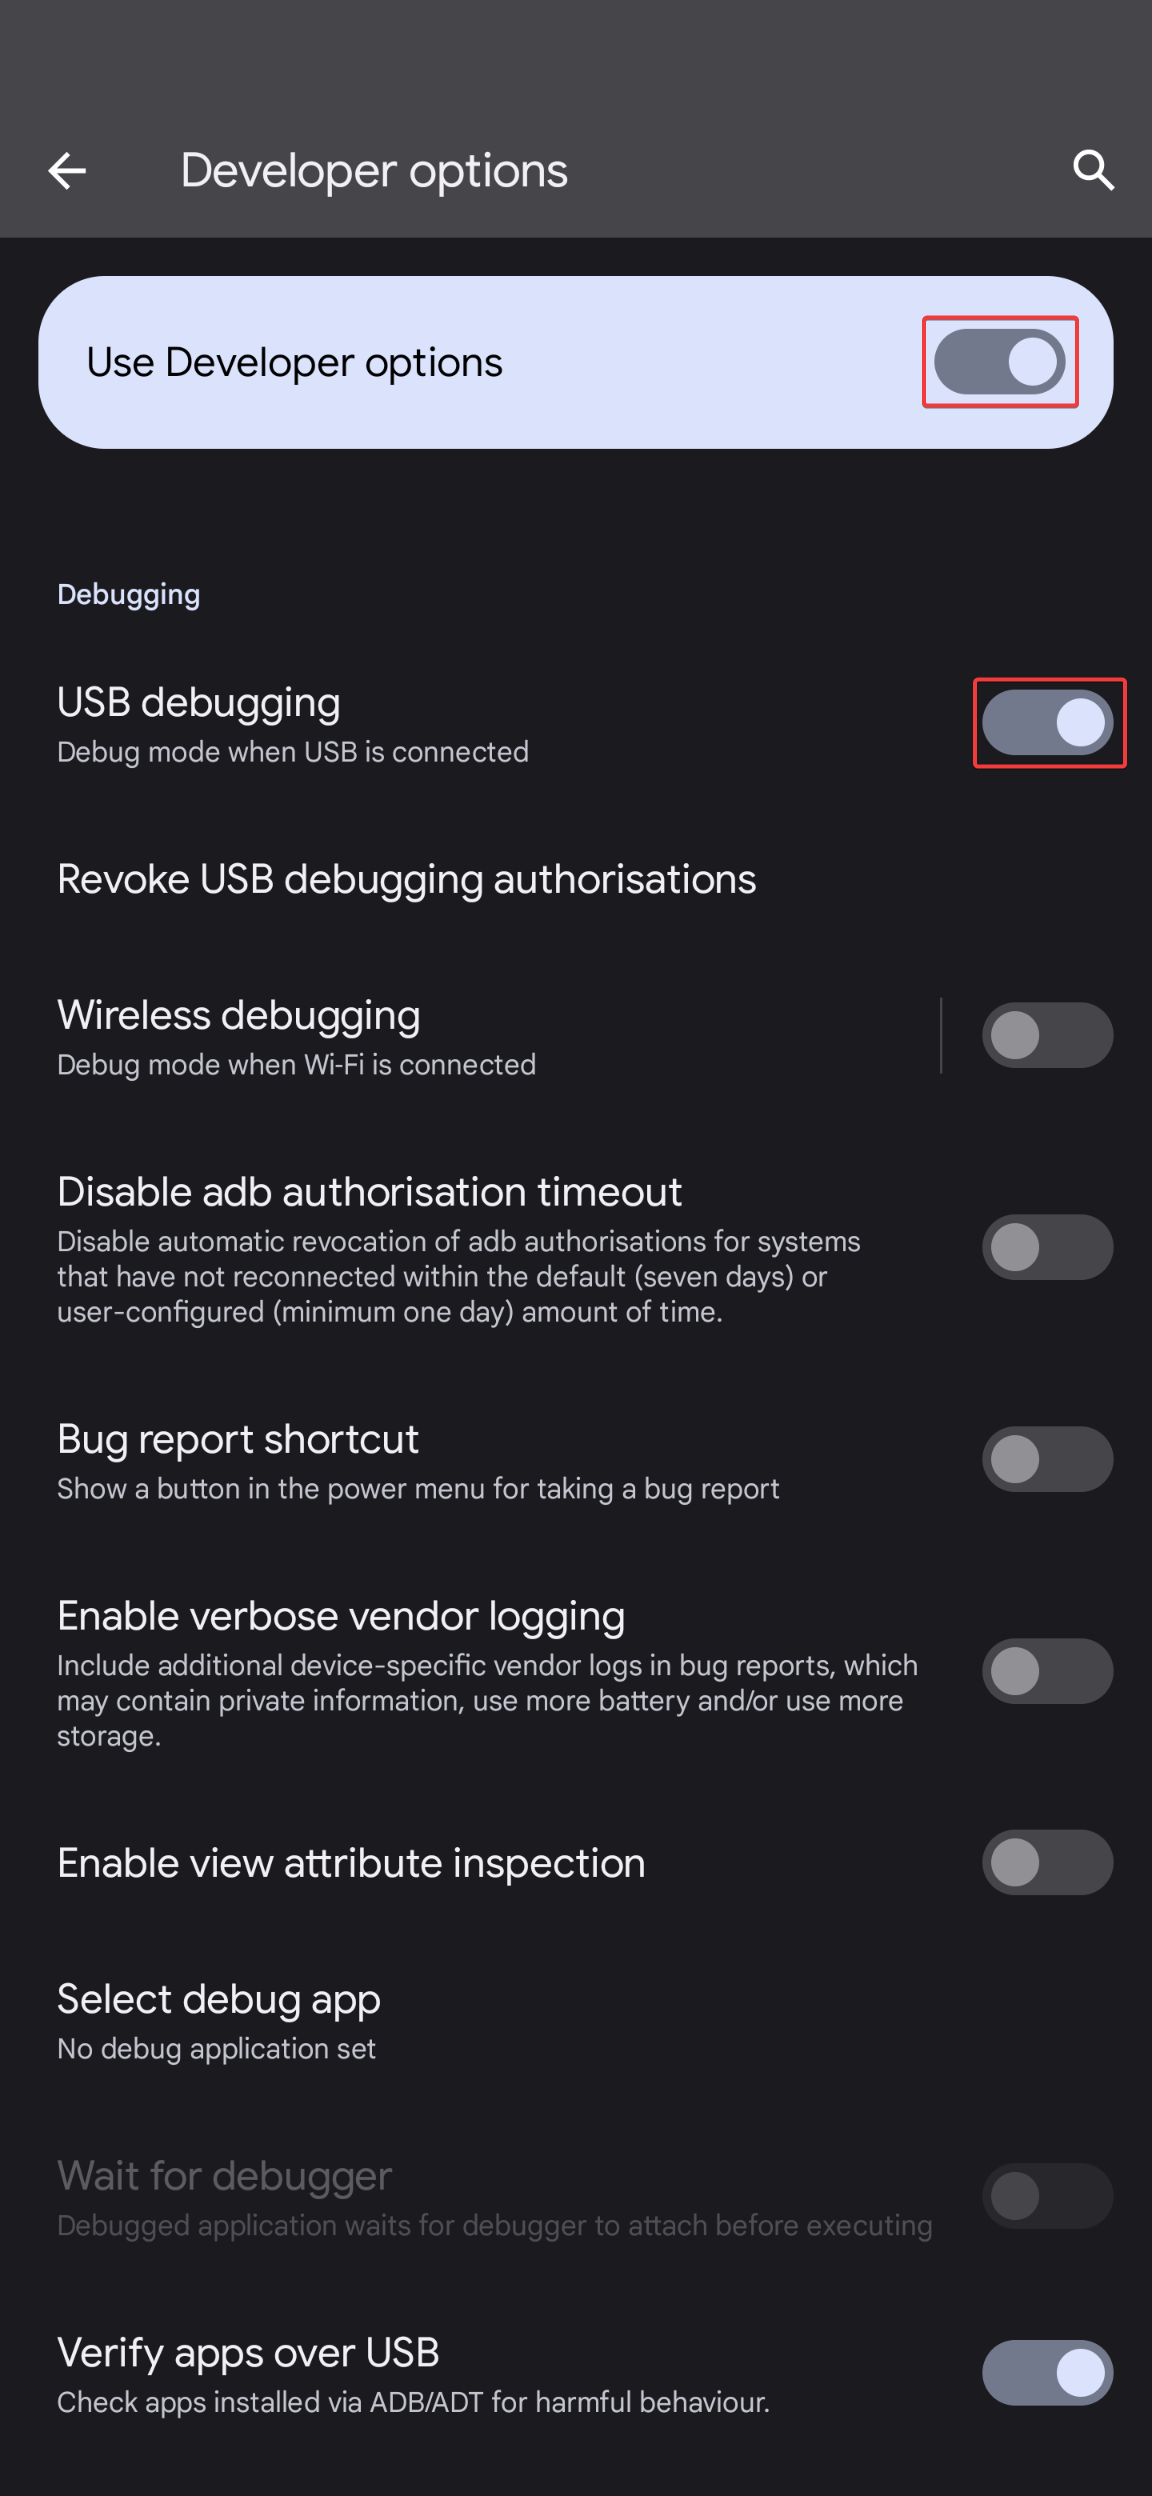 Developer options
Use Developer options
Debugging
USB debugging
Debug mode when USB is connected
Revoke USB debugging authorisations
Wireless debugging
Debug mode when Wi-Fi is connected
Disable adb authorisation timeout
Disable automatic revocation of adb authorisations for systems
that have not reconnected within the default (seven days) or
user-configured (minimum one day) amount of time.
Bug report shortcut
Show a button in the power menu for taking a bug report
Enable verbose vendor logging
Include additional device-specific vendor logs in bug reports, which
may contain private information, use more battery and/or use more
storage.
Enable view attribute inspection
Select debug app
No debug application set
Wait for debugger
Debugged application waits for debugger to attach before executing
Verify apps over USB
Check apps installed via ADB/ADT for harmful behaviour.